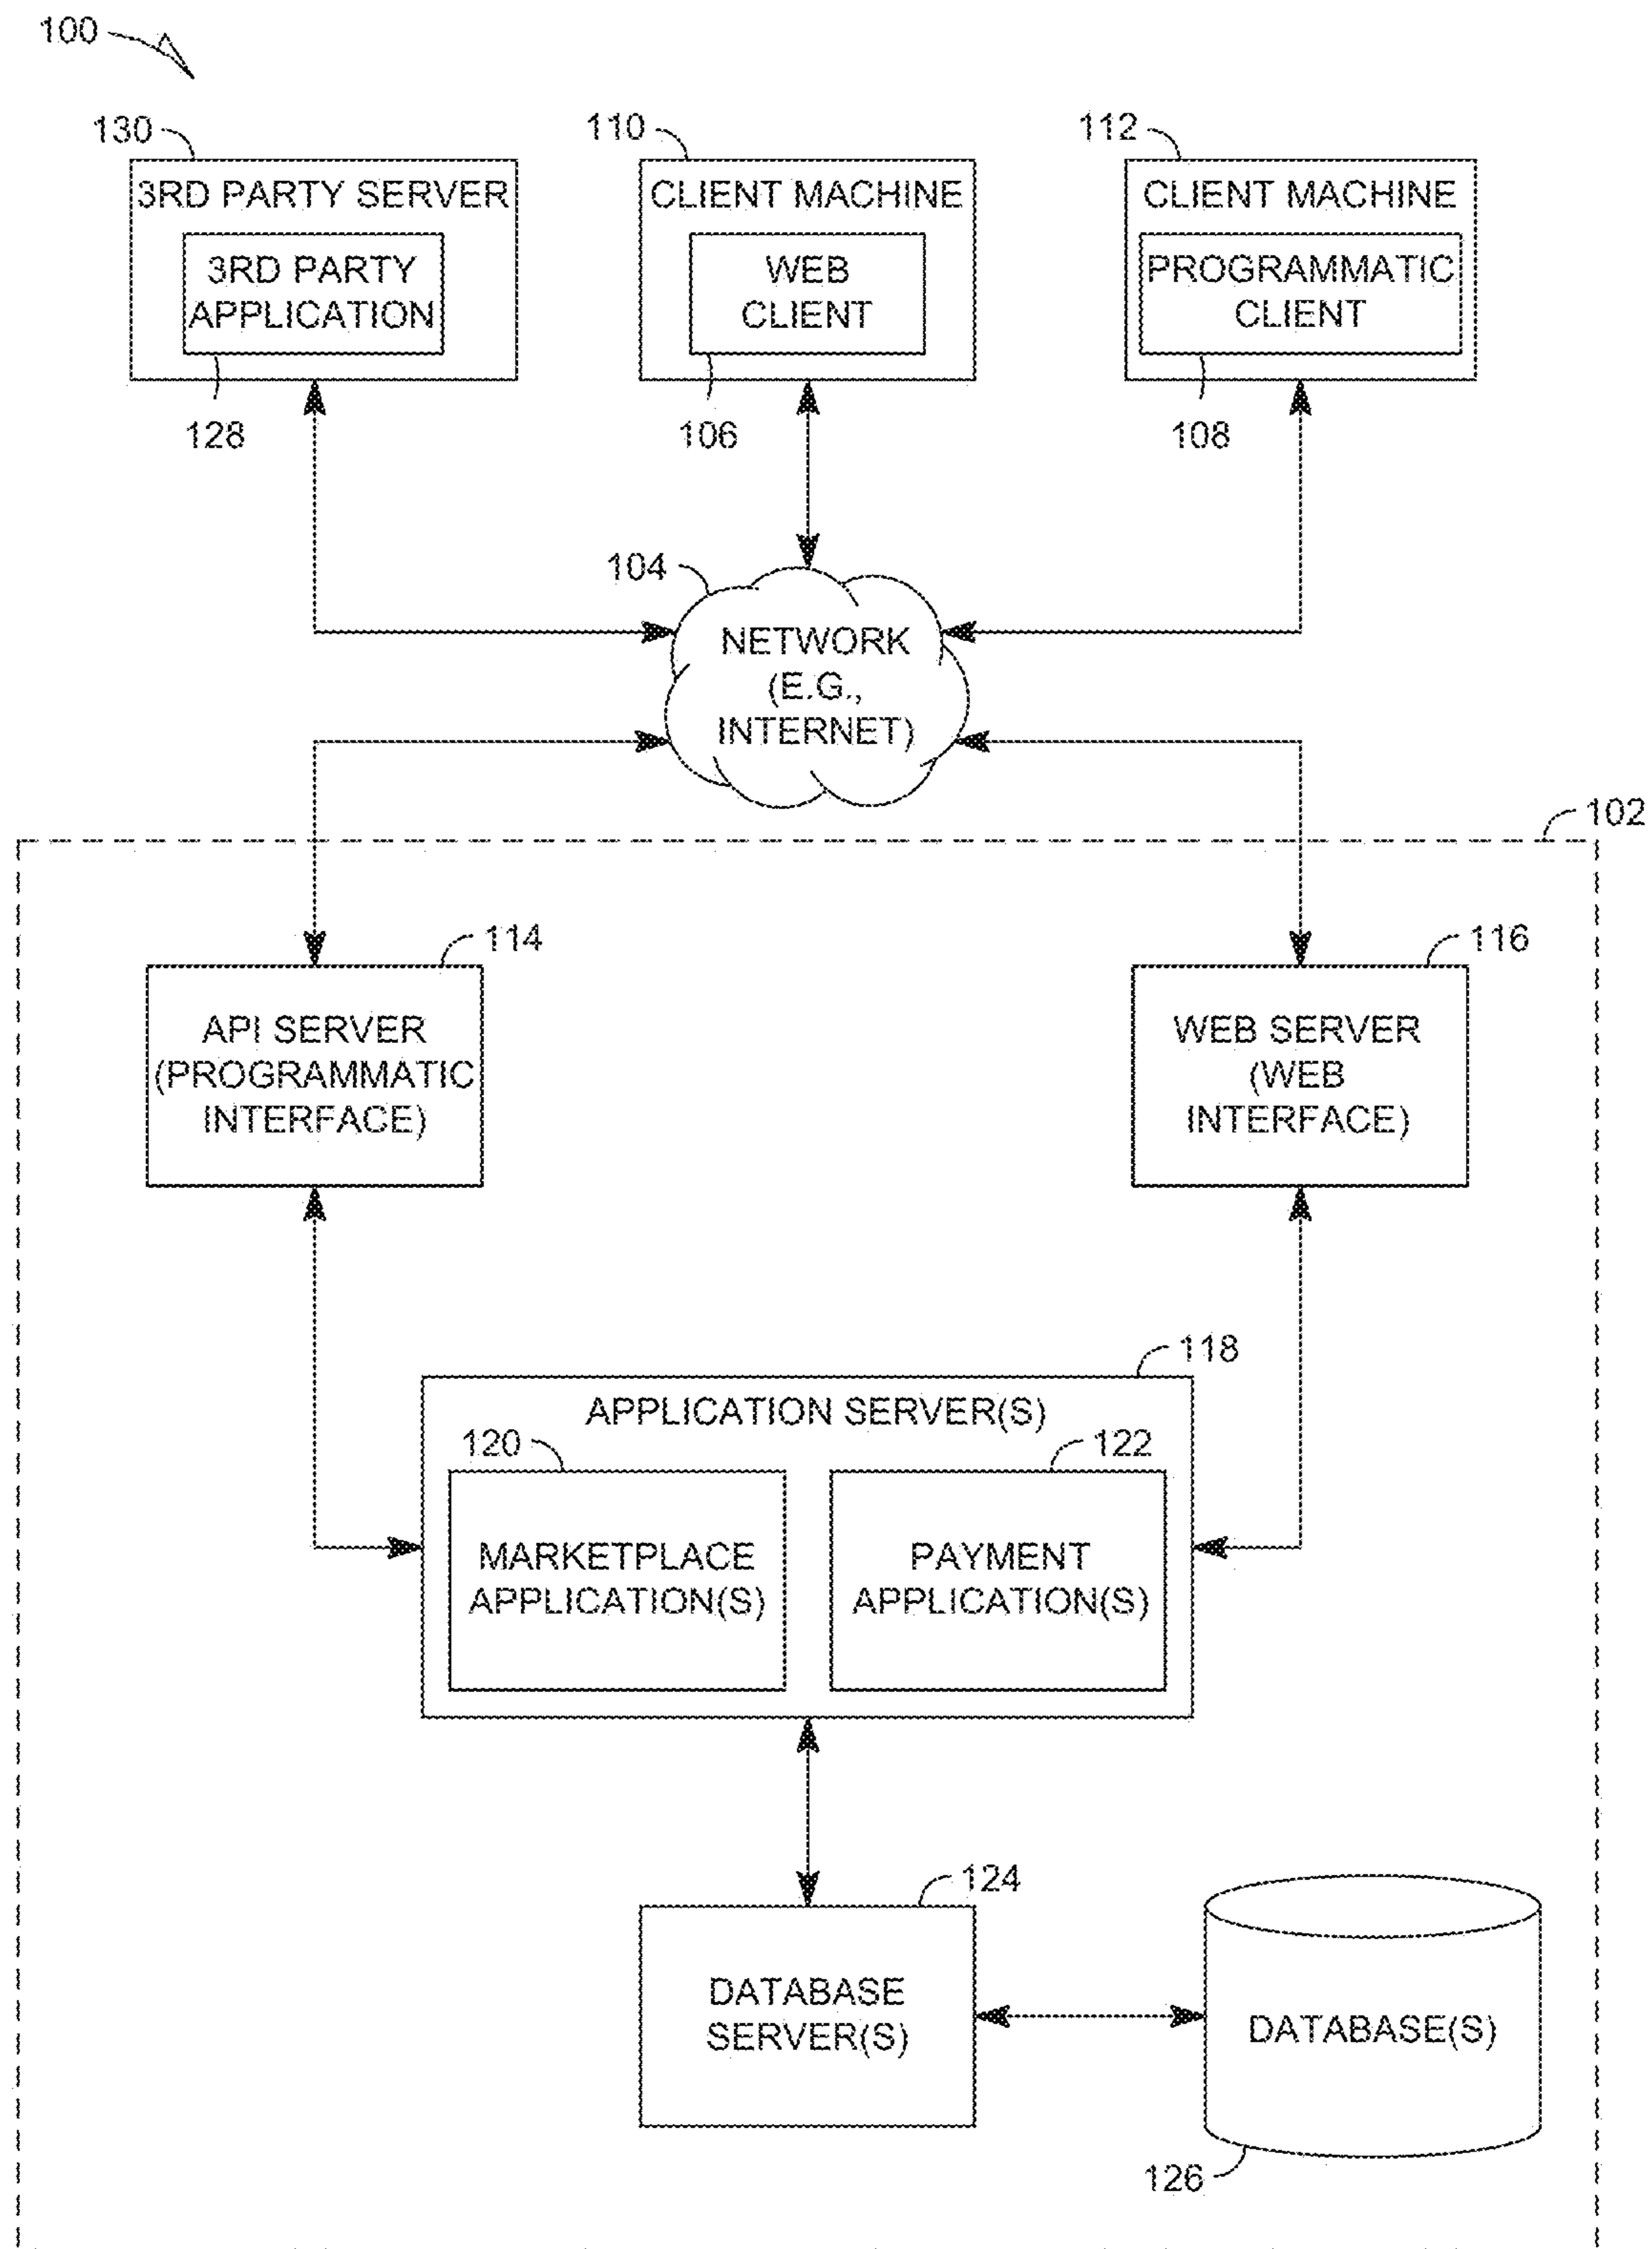 100
130
110
112
3RD PARTY SERVER
CLIENT MACHINE
CLIENT MACHINE
3RD PARTY
APPLICATION
WEB
CLIENT
PROGRAMMATIC
CLIENT
128
106
108
104
NETWORK
(E.G.,
INTERNET)
102
114
116
API SERVER
(PROGRAMMATIC
INTERFACE)
WEB SERVER
(WEB
INTERFACE)
118
APPLICATION SERVER(S)
120
122
MARKETPLACE
APPLICATION(S)
PAYMENT
APPLICATION(S)
124
DATABASE
SERVER(S)
DATABASE(S)
126